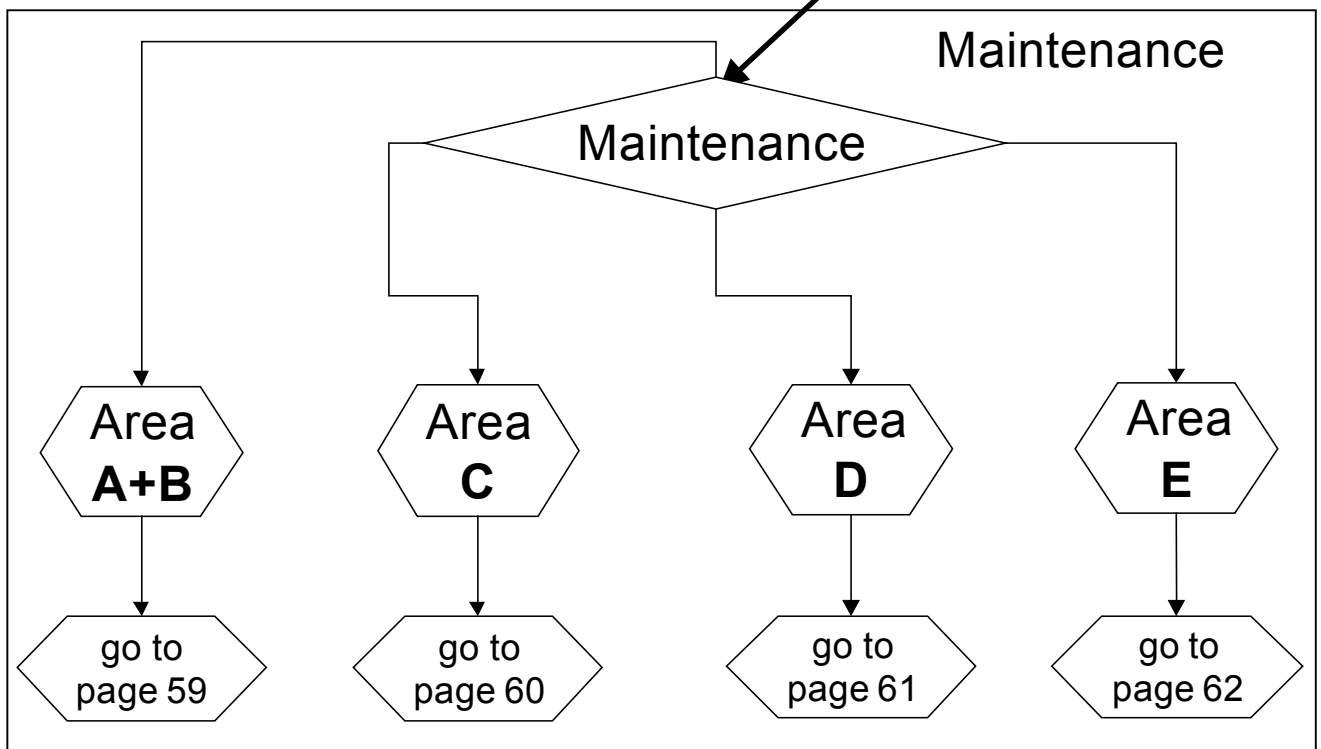 Maintenance
Maintenance
Area
A+B
Area
C
Area
D
Area
E
go to
page 59
go to
page 60
go to
page 61
go to
page 62